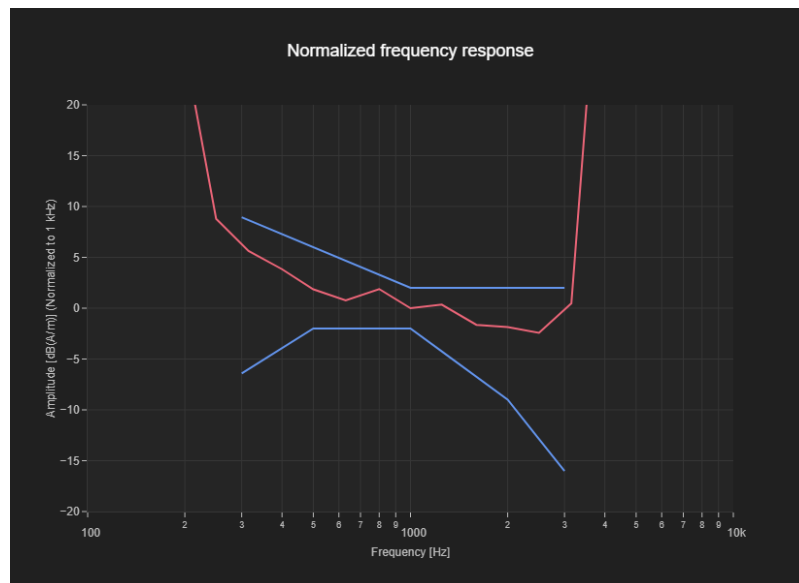 Normalized frequency response
Amplitude [dB(A/m)] (Normalized to 1 kHz)
20
15
10
5
0
−5
−10
−15
−20
100 2 3 4 5 6 7 8 9 1000 2 3 4 5 6 7 8 9 10k
Frequency [Hz]